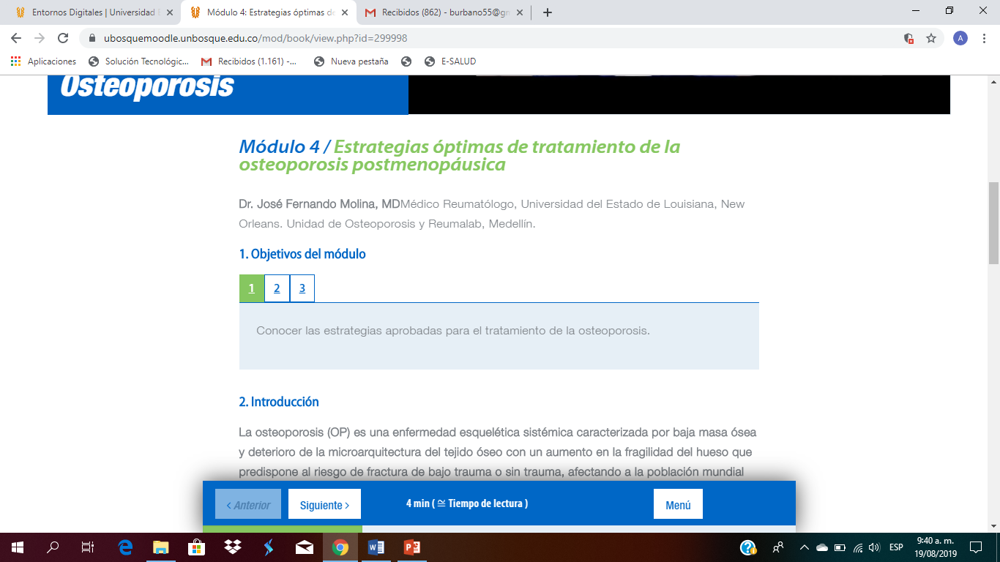 Entornos Digitales | Universidad
Módulo 4: Estrategias óptimas de
Recibidos (862) - burbano55@gm
ubosquemoodle.unbosque.edu.co/mod/book/view.php?id=299998
A
Aplicaciones
Solución Tecnológic...
Recibidos (1.161) -...
Nueva pestaña
E-SALUD
Osteoporosis
Módulo 4 / Estrategias óptimas de tratamiento de la
osteoporosis postmenopáusica
Dr. José Fernando Molina, MDMédico Reumatólogo, Universidad del Estado de Louisiana, New
Orleans. Unidad de Osteoporosis y Reumalab, Medellín.
1. Objetivos del módulo
1 2 3
Conocer las estrategias aprobadas para el tratamiento de la osteoporosis.
2. Introducción
La osteoporosis (OP) es una enfermedad esquelética sistémica caracterizada por baja masa ósea
y deterioro de la microarquitectura del tejido óseo con un aumento en la fragilidad del hueso que
predispone al riesgo de fractura de bajo trauma o sin trauma, afectando a la población mundial
‹ Anterior
Siguiente ›
4 min ( ≅ Tiempo de lectura )
Menú
ESP
9:40 a. m.
19/08/2019